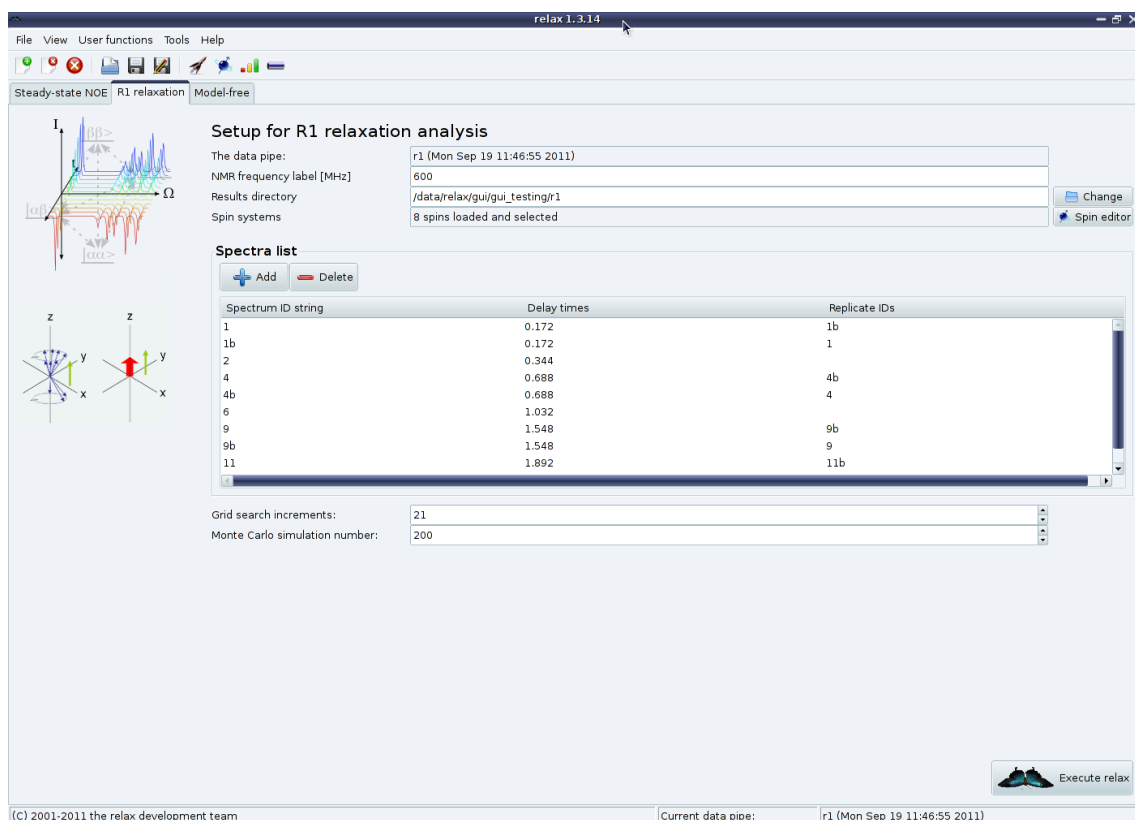 relax 1.3.14
File View User functions Tools Help
Steady-state NOE R1 relaxation Model-free
I
|ββ>
Ω
|αβ
|αα>
z z
y y
x x
Setup for R1 relaxation analysis
The data pipe: r1 (Mon Sep 19 11:46:55 2011)
NMR frequency label [MHz] 600
Results directory /data/relax/gui/gui_testing/r1 Change
Spin systems 8 spins loaded and selected Spin editor
Spectra list
Add Delete
Spectrum ID string Delay times Replicate IDs
1 0.172 1b
1b 0.172 1
2 0.344
4 0.688 4b
4b 0.688 4
6 1.032
9 1.548 9b
9b 1.548 9
11 1.892 11b
Grid search increments: 21
Monte Carlo simulation number: 200
Execute relax
(C) 2001-2011 the relax development team Current data pipe: r1 (Mon Sep 19 11:46:55 2011)